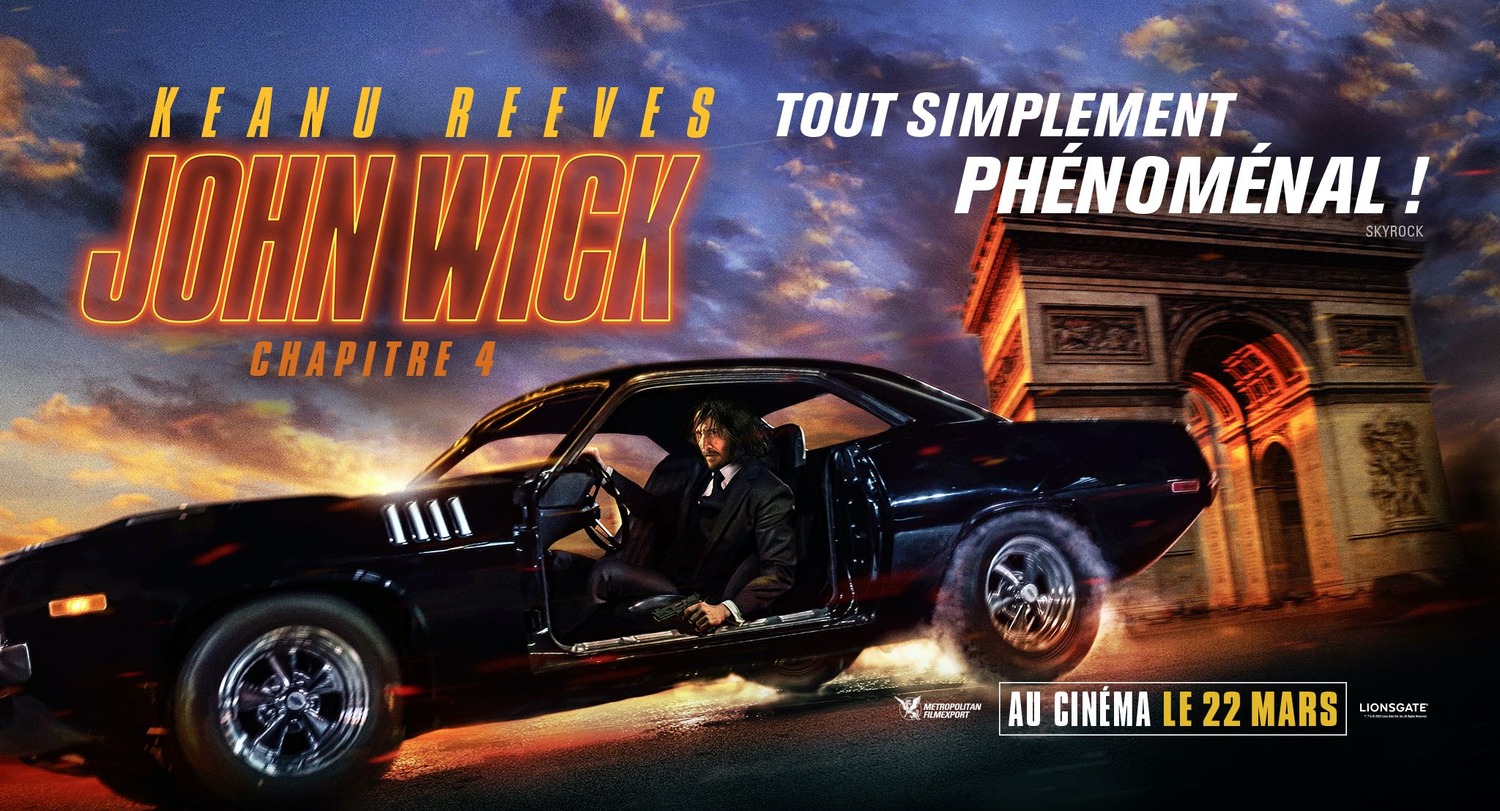 KEANU REEVES
JOHN WICK
CHAPITRE 4
TOUT SIMPLEMENT
PHÉNOMÉNAL !
SKYROCK
METROPOLITAN
FILMEXPORT
AU CINÉMA LE 22 MARS
LIONSGATE